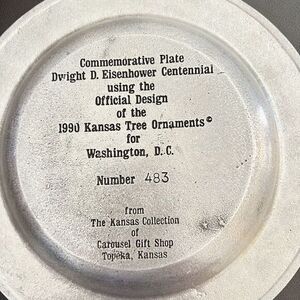 Commemorative Plate
Dwight D. Eisenhower Centennial
using the
Official Design
of the
1990 Kansas Tree Ornaments©
for
Washington, D.C.
Number 483
from
The Kansas Collection
of
Carousel Gift Shop
Topeka, Kansas